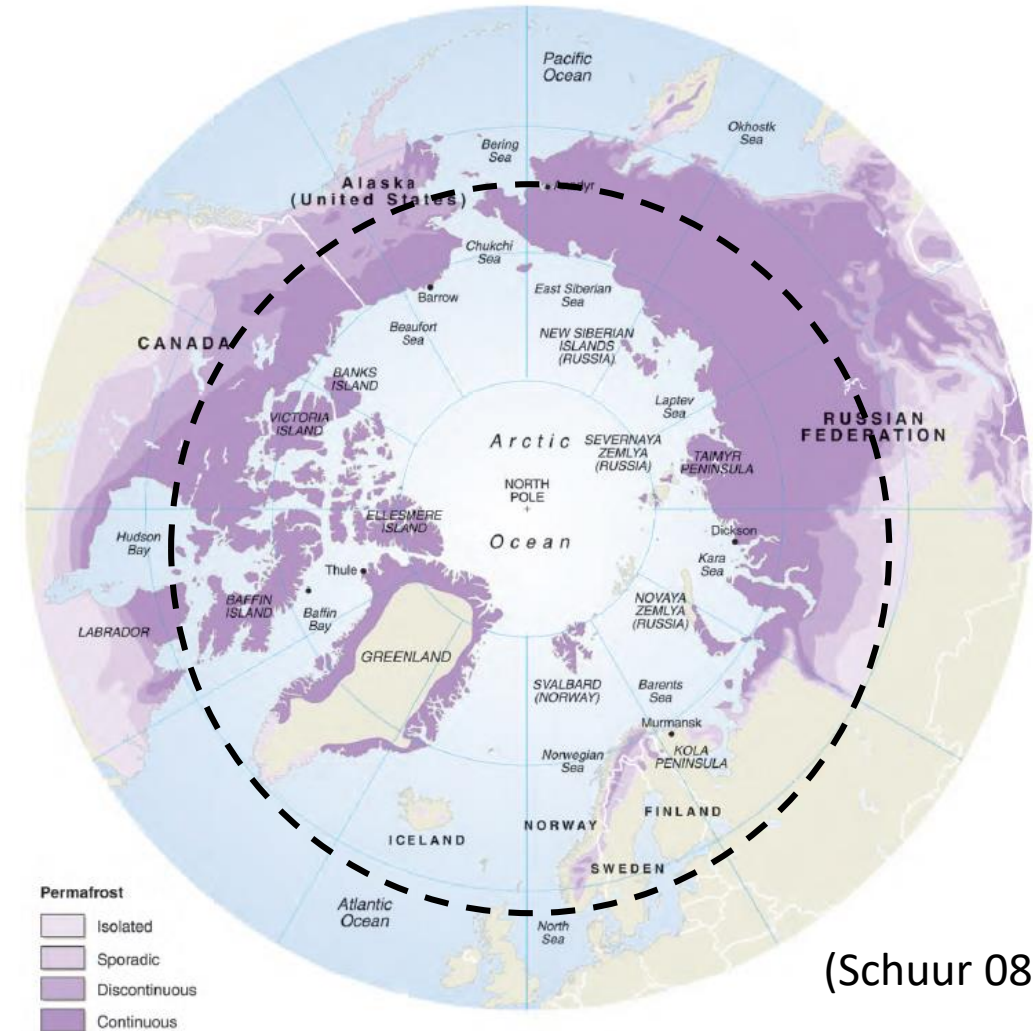 Pacific
Ocean
Okhostk
Sea
Bering
Sea
Alaska
(United States)
Chukchi
Sea
Barrow
East Siberian
Sea
Beaufort
Sea
NEW SIBERIAN
ISLANDS
(RUSSIA)
CANADA
BANKS
ISLAND
Laptev
Sea
VICTORIA
ISLAND
RUSSIAN
FEDERATION
Arctic
SEVERNAYA
ZEMLYA
(RUSSIA)
TAIMYR
PENINSULA
NORTH
POLE
ELLESMERE
ISLAND
Hudson
Bay
Ocean
Dickson
Kara
Sea
Thule
BAFFIN
ISLAND
Baffin
Bay
NOVAYA
ZEMLYA
(RUSSIA)
LABRADOR
GREENLAND
SVALBARD
(NORWAY)
Barents
Sea
Murmansk
KOLA
PENINSULA
Norwegian
Sea
FINLAND
NORWAY
ICELAND
SWEDEN
Atlantic
Ocean
North
Sea
Permafrost
Isolated
Sporadic
Discontinuous
Continuous
(Schuur 08